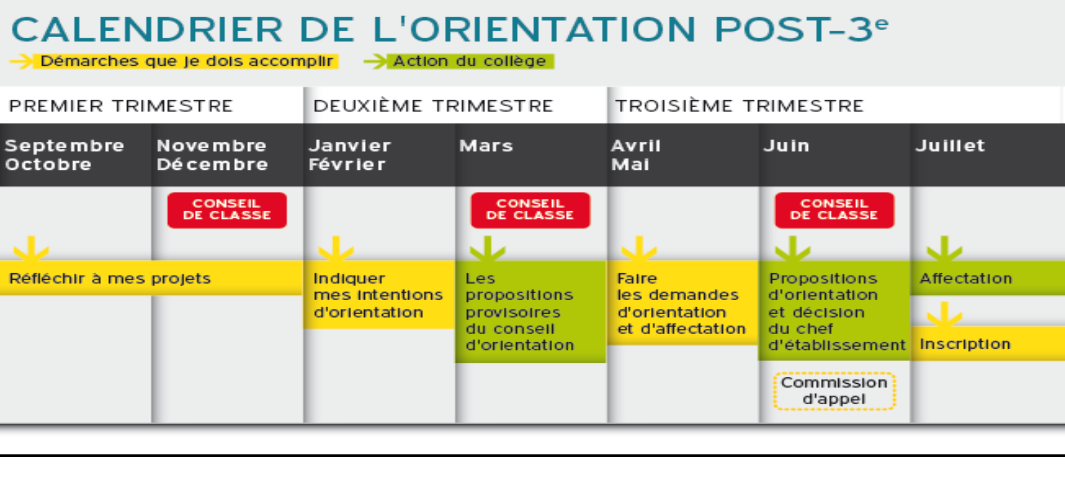 CALENDRIER DE L'ORIENTATION POST-3e
Démarches que je dois accomplir
Action du collège
PREMIER TRIMESTRE
DEUXIÈME TRIMESTRE
TROISIÈME TRIMESTRE
Septembre
Octobre
Novembre
Décembre
Janvier
Février
Mars
Avril
Mai
Juin
Juillet
CONSEIL
DE CLASSE
CONSEIL
DE CLASSE
CONSEIL
DE CLASSE
Réfléchir à mes projets
Indiquer
mes intentions
d'orientation
Les
propositions
provisoires
du conseil
d'orientation
Faire
les demandes
d'orientation
et d'affectation
Propositions
d'orientation
et décision
du chef
d'établissement
Commission
d'appel
Affectation
Inscription